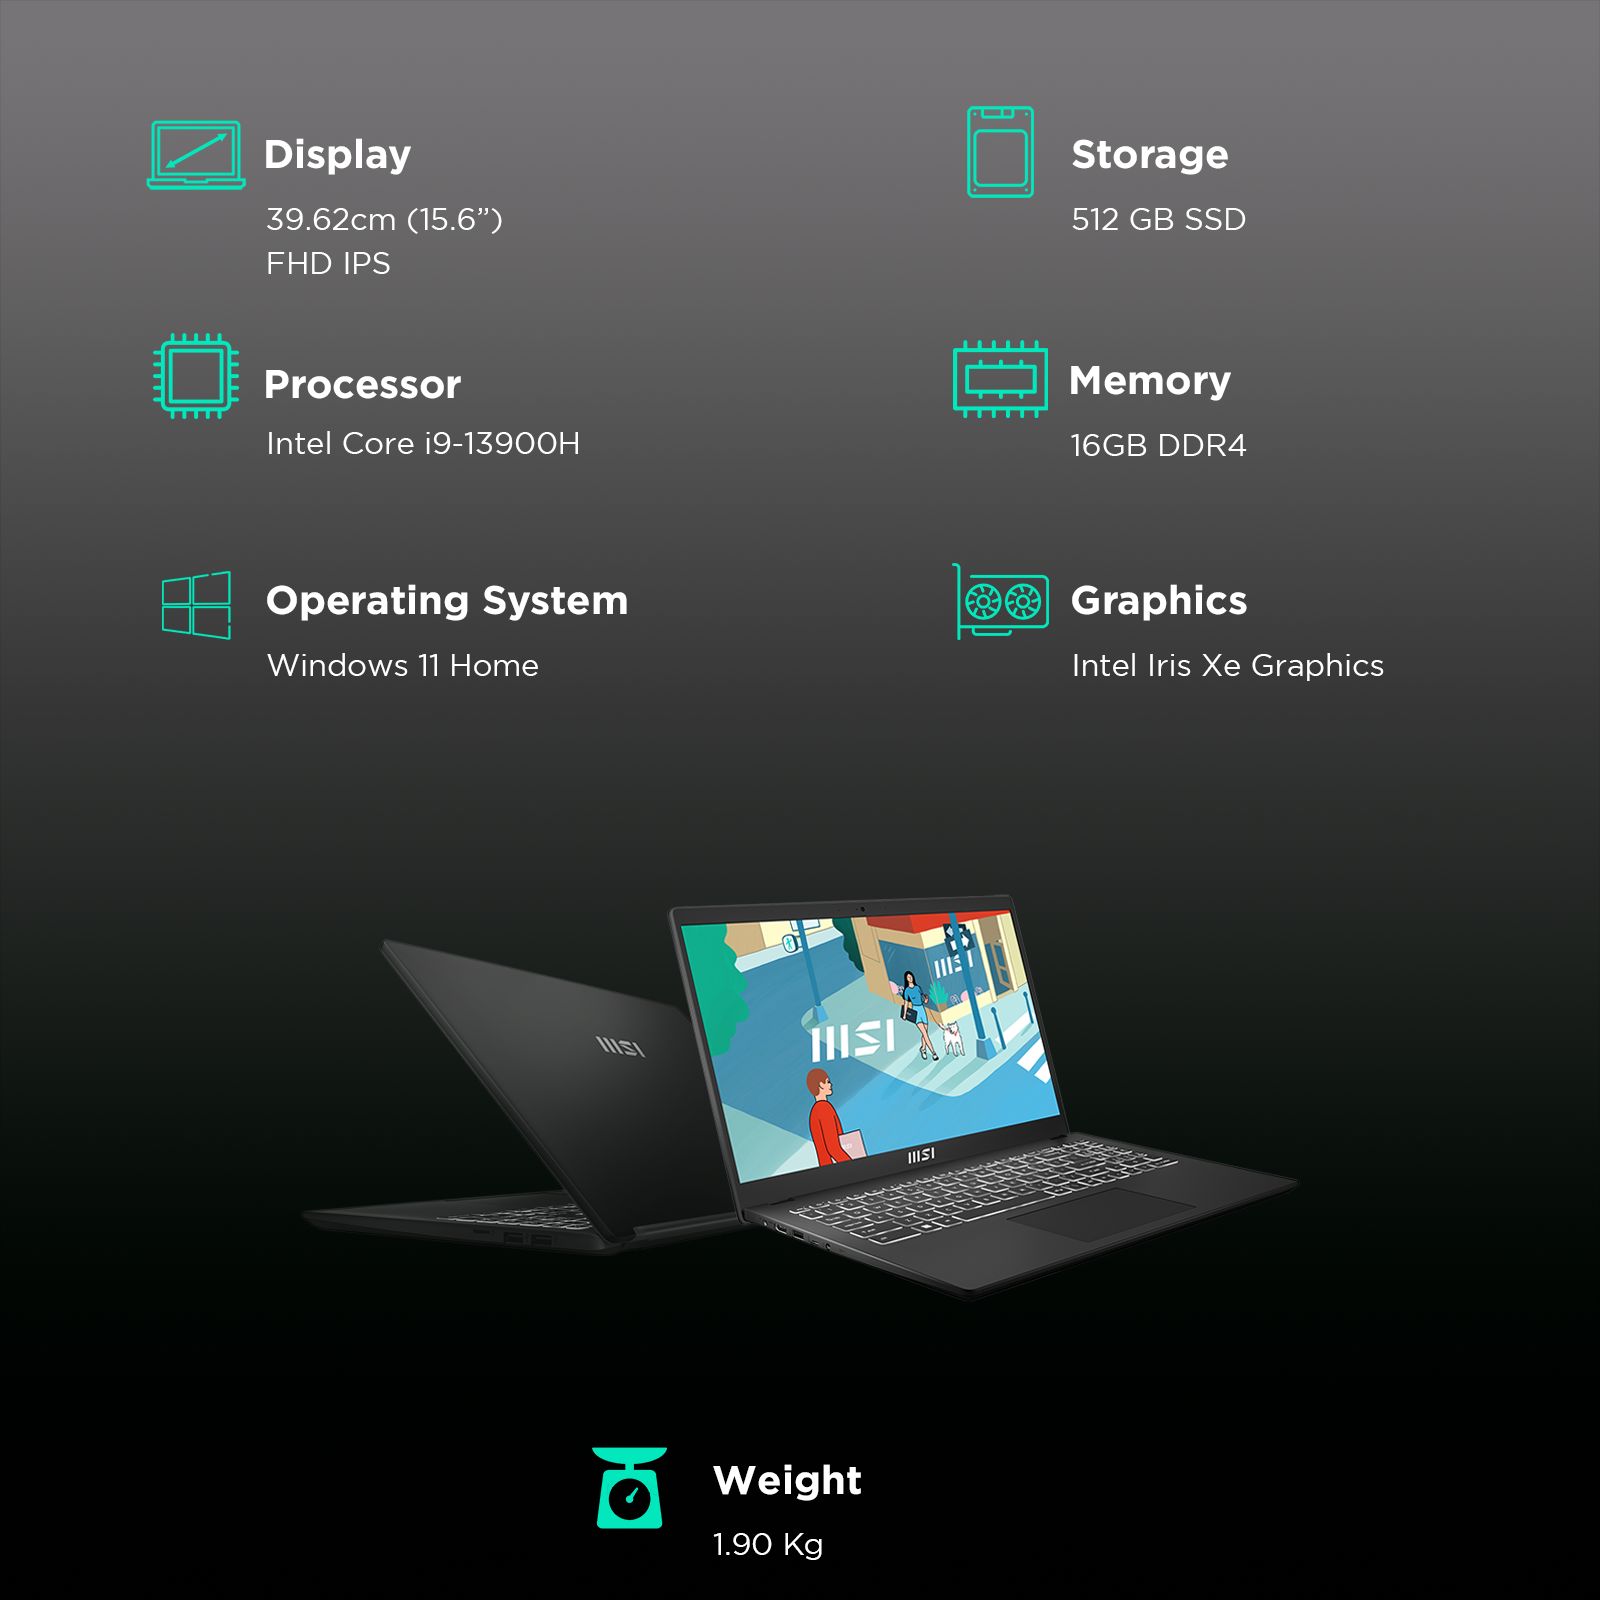 Display
39.62cm (15.6”)
FHD IPS
Storage
512 GB SSD
Processor
Intel Core i9-13900H
Memory
16GB DDR4
Operating System
Windows 11 Home
Graphics
Intel Iris Xe Graphics
msi
msi
msi
msi
Weight
1.90 Kg